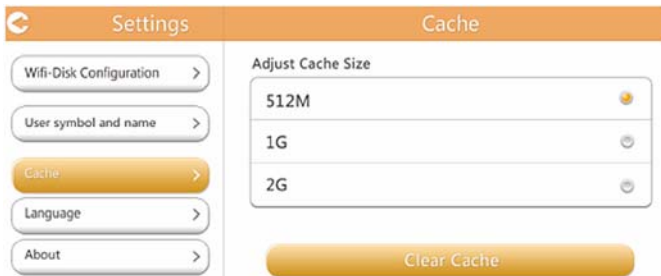 Settings
Wifi-Disk Configuration
User symbol and name
Cache
Language
About
Cache
Adjust Cache Size
512M
1G
2G
Clear Cache